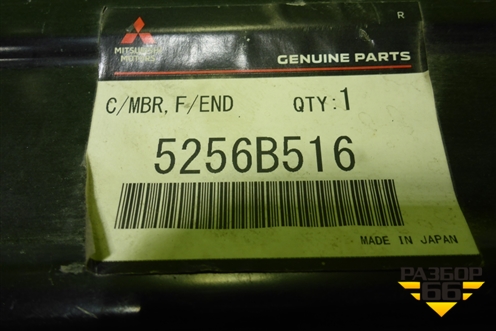 R
MITSUBISHI
MOTORS
GENUINE PARTS
C/MBR, F/END QTY:1
5256B516
MADE IN JAPAN
РАЗБОР
66